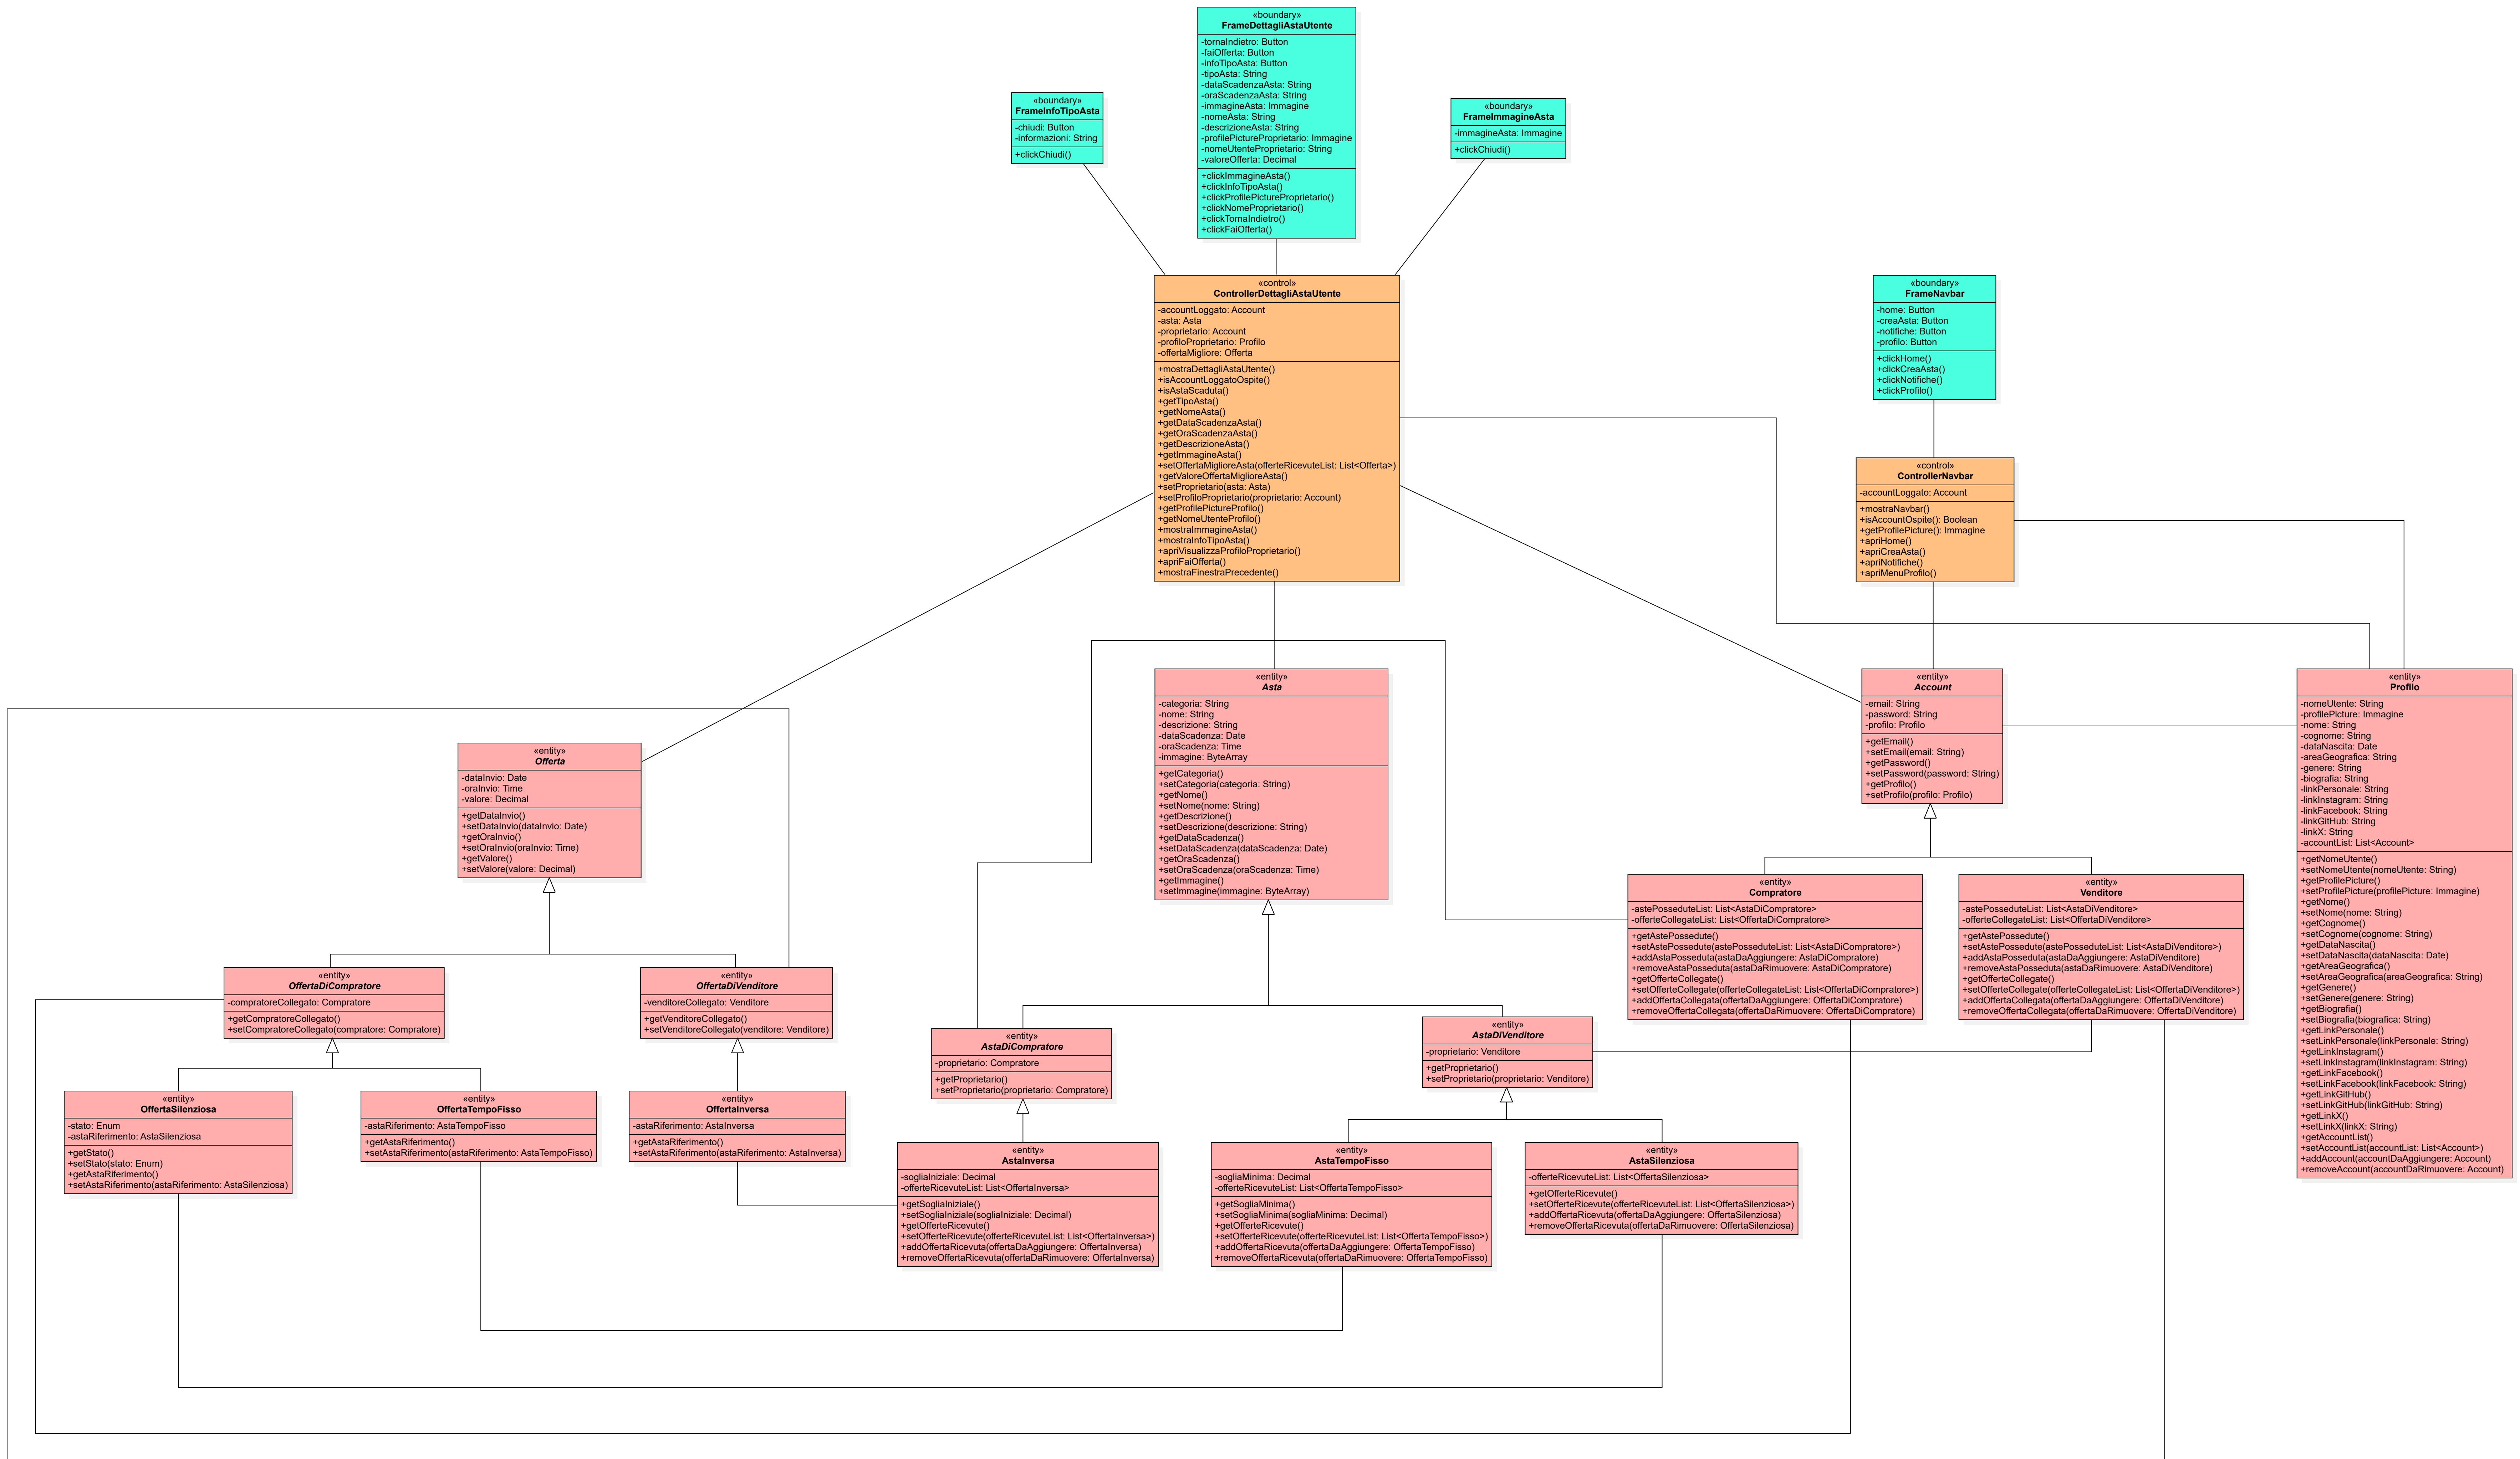 «boundary»
FrameDettagliAstaUtente
-tornaIndietro: Button
-faiOfferta: Button
-infoTipoAsta: Button
-tipoAsta: String
-dataScadenzaAsta: String
-oraScadenzaAsta: String
-immagineAsta: Immagine
-nomeAsta: String
-descrizioneAsta: String
-profilePictureProprietario: Immagine
-nomeUtenteProprietario: String
-valoreOfferta: Decimal
+clickImmagineAsta()
+clickInfoTipoAsta()
+clickProfilePictureProprietario()
+clickNomeProprietario()
+clickTornaIndietro()
+clickFaiOfferta()
«boundary»
FrameInfoTipoAsta
-chiudi: Button
-informazioni: String
+clickChiudi()
«boundary»
FrameImmagineAsta
-immagineAsta: Immagine
+clickChiudi()
«control»
ControllerDettagliAstaUtente
-accountLoggato: Account
-asta: Asta
-proprietario: Account
-profiloProprietario: Profilo
-offertaMigliore: Offerta
+mostraDettagliAstaUtente()
+isAccountLoggatoOspite()
+isAstaScaduta()
+getTipoAsta()
+getNomeAsta()
+getDataScadenzaAsta()
+getOraScadenzaAsta()
+getDescrizioneAsta()
+getImmagineAsta()
+setOffertaMiglioreAsta(offerteRicevuteList: List<Offerta>)
+getValoreOffertaMiglioreAsta()
+setProprietario(asta: Asta)
+setProfiloProprietario(proprietario: Account)
+getProfilePictureProfilo()
+getNomeUtenteProfilo()
+mostraImmagineAsta()
+mostraInfoTipoAsta()
+apriVisualizzaProfiloProprietario()
+apriFaiOfferta()
+mostraFinestraPrecedente()
«boundary»
FrameNavbar
-home: Button
-creaAsta: Button
-notifiche: Button
-profilo: Button
+clickHome()
+clickCreaAsta()
+clickNotifiche()
+clickProfilo()
«control»
ControllerNavbar
-accountLoggato: Account
+mostraNavbar()
+isAccountOspite(): Boolean
+getProfilePicture(): Immagine
+apriHome()
+apriCreaAsta()
+apriNotifiche()
+apriMenuProfilo()
«entity»
Offerta
-dataInvio: Date
-oraInvio: Time
-valore: Decimal
+getDataInvio()
+setDataInvio(dataInvio: Date)
+getOraInvio()
+setOraInvio(oraInvio: Time)
+getValore()
+setValore(valore: Decimal)
«entity»
Asta
-categoria: String
-nome: String
-descrizione: String
-dataScadenza: Date
-oraScadenza: Time
-immagine: ByteArray
+getCategoria()
+setCategoria(categoria: String)
+getNome()
+setNome(nome: String)
+getDescrizione()
+setDescrizione(descrizione: String)
+getDataScadenza()
+setDataScadenza(dataScadenza: Date)
+getOraScadenza()
+setOraScadenza(oraScadenza: Time)
+getImmagine()
+setImmagine(immagine: ByteArray)
«entity»
Account
-email: String
-password: String
-profilo: Profilo
+getEmail()
+setEmail(email: String)
+getPassword()
+setPassword(password: String)
+getProfilo()
+setProfilo(profilo: Profilo)
«entity»
Profilo
-nomeUtente: String
-profilePicture: Immagine
-nome: String
-cognome: String
-dataNascita: Date
-areaGeografica: String
-genere: String
-biografia: String
-linkPersonale: String
-linkInstagram: String
-linkFacebook: String
-linkGitHub: String
-linkX: String
-accountList: List<Account>
+getNomeUtente()
+setNomeUtente(nomeUtente: String)
+getProfilePicture()
+setProfilePicture(profilePicture: Immagine)
+getNome()
+setNome(nome: String)
+getCognome()
+setCognome(cognome: String)
+getDataNascita()
+setDataNascita(dataNascita: Date)
+getAreaGeografica()
+setAreaGeografica(areaGeografica: String)
+getGenere()
+setGenere(genere: String)
+getBiografia()
+setBiografia(biografica: String)
+getLinkPersonale()
+setLinkPersonale(linkPersonale: String)
+getLinkInstagram()
+setLinkInstagram(linkInstagram: String)
+getLinkFacebook()
+setLinkFacebook(linkFacebook: String)
+getLinkGitHub()
+setLinkGitHub(linkGitHub: String)
+getLinkX()
+setLinkX(linkX: String)
+getAccountList()
+setAccountList(accountList: List<Account>)
+addAccount(accountDaAggiungere: Account)
+removeAccount(accountDaRimuovere: Account)
«entity»
Compratore
-astePosseduteList: List<AstaDiCompratore>
-offerteCollegateList: List<OffertaDiCompratore>
+getAstePossedute()
+setAstePossedute(astePosseduteList: List<AstaDiCompratore>)
+addAstaPosseduta(astaDaAggiungere: AstaDiCompratore)
+removeAstaPosseduta(astaDaRimuovere: AstaDiCompratore)
+getOfferteCollegate()
+setOfferteCollegate(offerteCollegateList: List<OffertaDiCompratore>)
+addOffertaCollegata(offertaDaAggiungere: OffertaDiCompratore)
+removeOffertaCollegata(offertaDaRimuovere: OffertaDiCompratore)
«entity»
Venditore
-astePosseduteList: List<AstaDiVenditore>
-offerteCollegateList: List<OffertaDiVenditore>
+getAstePossedute()
+setAstePossedute(astePosseduteList: List<AstaDiVenditore>)
+addAstaPosseduta(astaDaAggiungere: AstaDiVenditore)
+removeAstaPosseduta(astaDaRimuovere: AstaDiVenditore)
+getOfferteCollegate()
+setOfferteCollegate(offerteCollegateList: List<OffertaDiVenditore>)
+addOffertaCollegata(offertaDaAggiungere: OffertaDiVenditore)
+removeOffertaCollegata(offertaDaRimuovere: OffertaDiVenditore)
«entity»
OffertaDiCompratore
-compratoreCollegato: Compratore
+getCompratoreCollegato()
+setCompratoreCollegato(compratore: Compratore)
«entity»
OffertaDiVenditore
-venditoreCollegato: Venditore
+getVenditoreCollegato()
+setVenditoreCollegato(venditore: Venditore)
«entity»
AstaDiCompratore
-proprietario: Compratore
+getProprietario()
+setProprietario(proprietario: Compratore)
«entity»
AstaDiVenditore
-proprietario: Venditore
+getProprietario()
+setProprietario(proprietario: Venditore)
«entity»
OffertaSilenziosa
-stato: Enum
-astaRiferimento: AstaSilenziosa
+getStato()
+setStato(stato: Enum)
+getAstaRiferimento()
+setAstaRiferimento(astaRiferimento: AstaSilenziosa)
«entity»
OffertaTempoFisso
-astaRiferimento: AstaTempoFisso
+getAstaRiferimento()
+setAstaRiferimento(astaRiferimento: AstaTempoFisso)
«entity»
OffertaInversa
-astaRiferimento: AstaInversa
+getAstaRiferimento()
+setAstaRiferimento(astaRiferimento: AstaInversa)
«entity»
AstaInversa
-sogliaIniziale: Decimal
-offerteRicevuteList: List<OffertaInversa>
+getSogliaIniziale()
+setSogliaIniziale(sogliaIniziale: Decimal)
+getOfferteRicevute()
+setOfferteRicevute(offerteRicevuteList: List<OffertaInversa>)
+addOffertaRicevuta(offertaDaAggiungere: OffertaInversa)
+removeOffertaRicevuta(offertaDaRimuovere: OffertaInversa)
«entity»
AstaTempoFisso
-sogliaMinima: Decimal
-offerteRicevuteList: List<OffertaTempoFisso>
+getSogliaMinima()
+setSogliaMinima(sogliaMinima: Decimal)
+getOfferteRicevute()
+setOfferteRicevute(offerteRicevuteList: List<OffertaTempoFisso>)
+addOffertaRicevuta(offertaDaAggiungere: OffertaTempoFisso)
+removeOffertaRicevuta(offertaDaRimuovere: OffertaTempoFisso)
«entity»
AstaSilenziosa
-offerteRicevuteList: List<OffertaSilenziosa>
+getOfferteRicevute()
+setOfferteRicevute(offerteRicevuteList: List<OffertaSilenziosa>)
+addOffertaRicevuta(offertaDaAggiungere: OffertaSilenziosa)
+removeOffertaRicevuta(offertaDaRimuovere: OffertaSilenziosa)